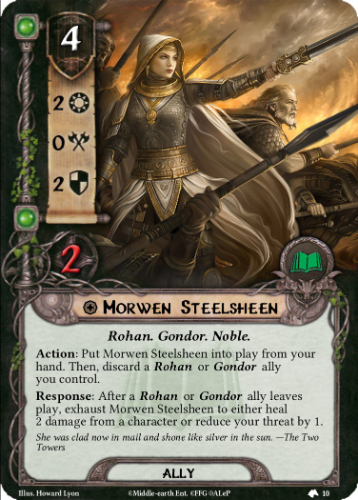 4
2
0
2
2
Morwen Steelsheen
Rohan. Gondor. Noble.
Action: Put Morwen Steelsheen into play from your
hand. Then, discard a Rohan or Gondor ally
you control.
Response: After a Rohan or Gondor ally leaves
play, exhaust Morwen Steelsheen to either heal
2 damage from a character or reduce your threat by 1.
She was clad now in mail and shone like silver in the sun. —The Two
Towers
ALLY
Illus. Howard Lyon
©Middle-earth Ent. ©FFG ©ALeP
10